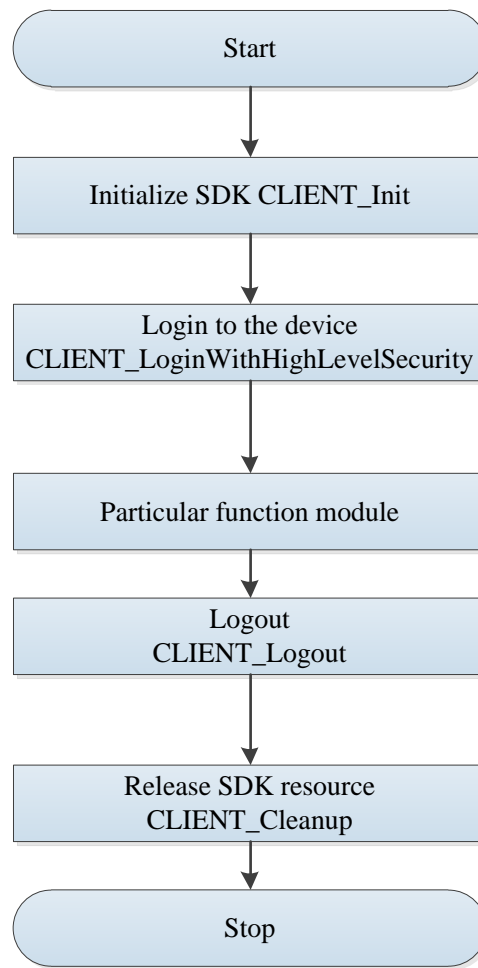 Start
Initialize SDK CLIENT_Init
Login to the device
CLIENT_LoginWithHighLevelSecurity
Particular function module
Logout
CLIENT_Logout
Release SDK resource
CLIENT_Cleanup
Stop